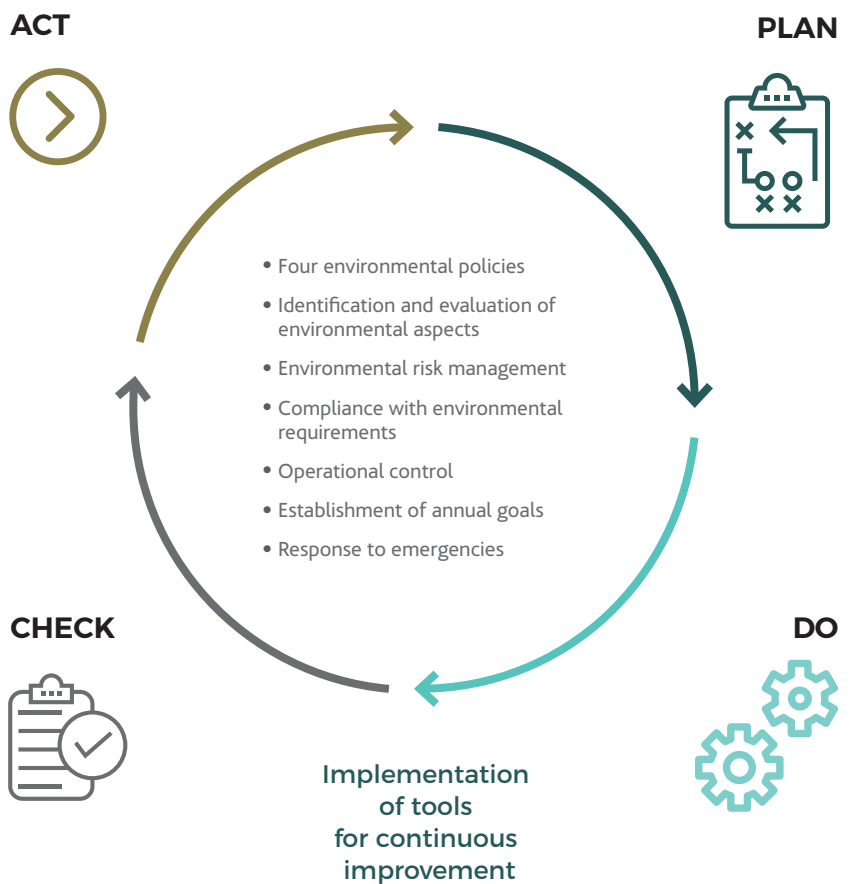 ACT
PLAN
• Four environmental policies
• Identification and evaluation of
environmental aspects
• Environmental risk management
• Compliance with environmental
requirements
• Operational control
• Establishment of annual goals
• Response to emergencies
CHECK
DO
Implementation
of tools
for continuous
improvement